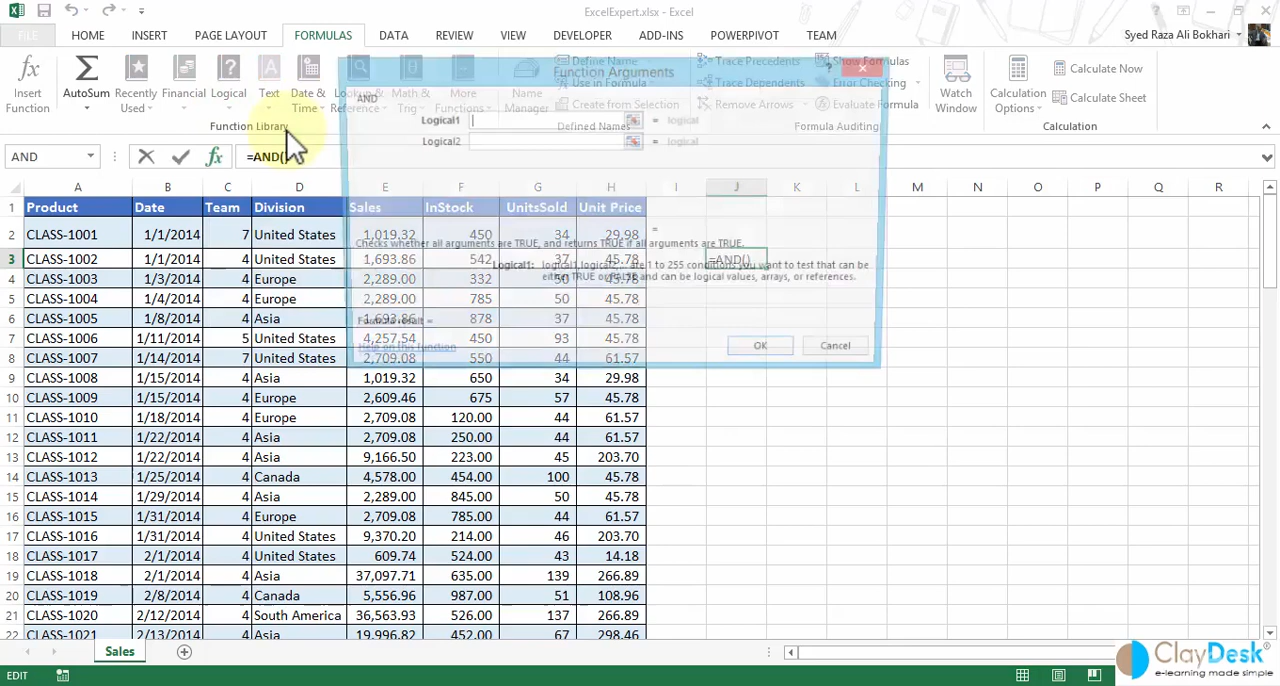 ExcelExpert.xlsx - Excel
FILE HOME INSERT PAGE LAYOUT FORMULAS DATA REVIEW VIEW DEVELOPER ADD-INS POWERPIVOT TEAM Syed Raza Ali Bokhari
Insert Function
AutoSum
Recently Used
Financial
Logical
Text
Date & Time
Lookup & Reference
Math & Trig
More Functions
Name Manager
Define Name
Use in Formula
Create from Selection
Trace Precedents
Trace Dependents
Remove Arrows
Show Formulas
Error Checking
Evaluate Formula
Watch Window
Calculation Options
Calculate Now
Calculate Sheet
Function Library Defined Names Formula Auditing Calculation
AND fx =AND()
Function Arguments
AND
Logical1 = logical
Logical2 = logical
=
Checks whether all arguments are TRUE, and returns TRUE if all arguments are TRUE.
Logical1: logical1,logical2,... are 1 to 255 conditions you want to test that can be
either TRUE or FALSE and can be logical values, arrays, or references.
Formula result =
Help on this function OK Cancel
A B C D E F G H I J K L M N O P Q R
1 Product Date Team Division Sales InStock UnitsSold Unit Price
2 CLASS-1001 1/1/2014 7 United States 1,019.32 450 34 29.98
3 CLASS-1002 1/1/2014 4 United States 1,693.86 542 37 45.78 =AND()
4 CLASS-1003 1/3/2014 4 Europe 2,289.00 332 50 45.78
5 CLASS-1004 1/4/2014 4 Europe 2,289.00 785 50 45.78
6 CLASS-1005 1/8/2014 4 Asia 1,693.86 878 37 45.78
7 CLASS-1006 1/11/2014 5 United States 4,257.54 450 93 45.78
8 CLASS-1007 1/14/2014 7 United States 2,709.08 550 44 61.57
9 CLASS-1008 1/15/2014 4 Asia 1,019.32 650 34 29.98
10 CLASS-1009 1/15/2014 4 Europe 2,609.46 675 57 45.78
11 CLASS-1010 1/18/2014 4 Europe 2,709.08 120.00 44 61.57
12 CLASS-1011 1/22/2014 4 Asia 2,709.08 250.00 44 61.57
13 CLASS-1012 1/22/2014 4 Asia 9,166.50 223.00 45 203.70
14 CLASS-1013 1/25/2014 4 Canada 4,578.00 454.00 100 45.78
15 CLASS-1014 1/29/2014 4 Asia 2,289.00 845.00 50 45.78
16 CLASS-1015 1/31/2014 4 Europe 2,709.08 785.00 44 61.57
17 CLASS-1016 1/31/2014 4 United States 9,370.20 214.00 46 203.70
18 CLASS-1017 2/1/2014 4 United States 609.74 524.00 43 14.18
19 CLASS-1018 2/1/2014 4 Asia 37,097.71 635.00 139 266.89
20 CLASS-1019 2/8/2014 4 Canada 5,556.96 987.00 51 108.96
21 CLASS-1020 2/12/2014 4 South America 36,563.93 526.00 137 266.89
22 CLASS-1021 2/13/2014 4 Asia 19,996.82 452.00 67 298.46
Sales
EDIT
ClayDesk®
e-learning made simple